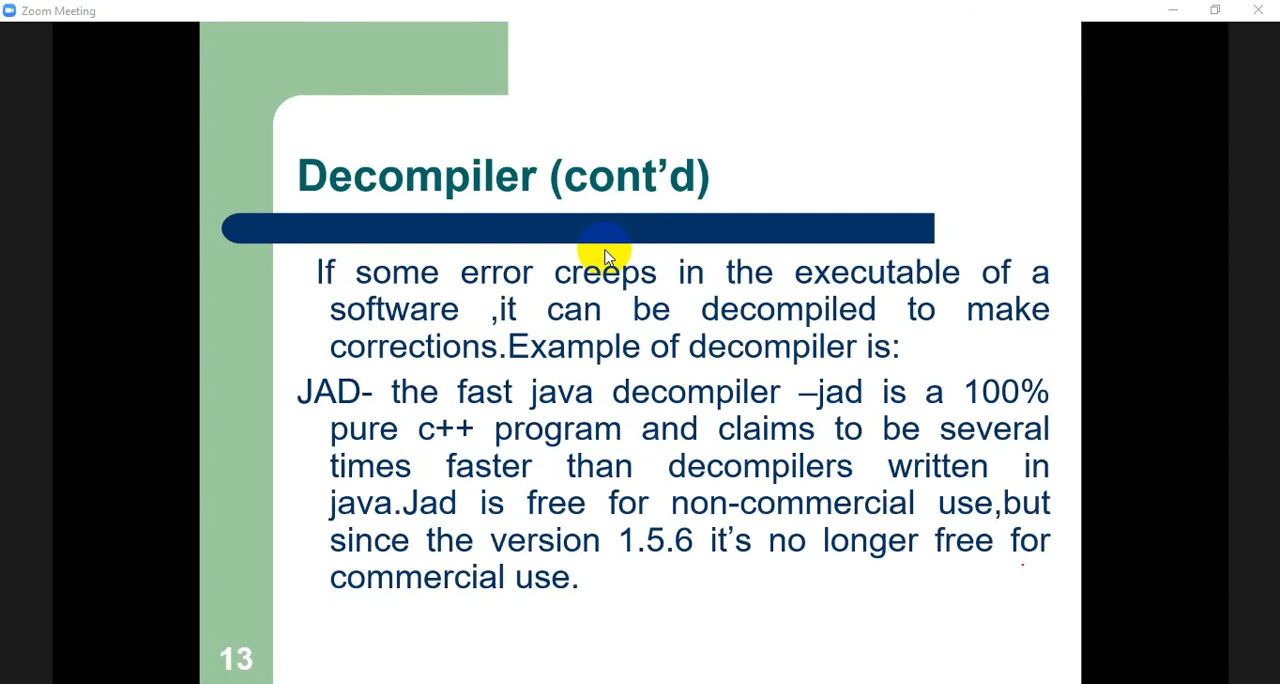 Zoom Meeting
Decompiler (cont’d)
If some error creeps in the executable of a
software ,it can be decompiled to make
corrections.Example of decompiler is:
JAD- the fast java decompiler –jad is a 100%
pure c++ program and claims to be several
times faster than decompilers written in
java.Jad is free for non-commercial use,but
since the version 1.5.6 it’s no longer free for
commercial use.
13